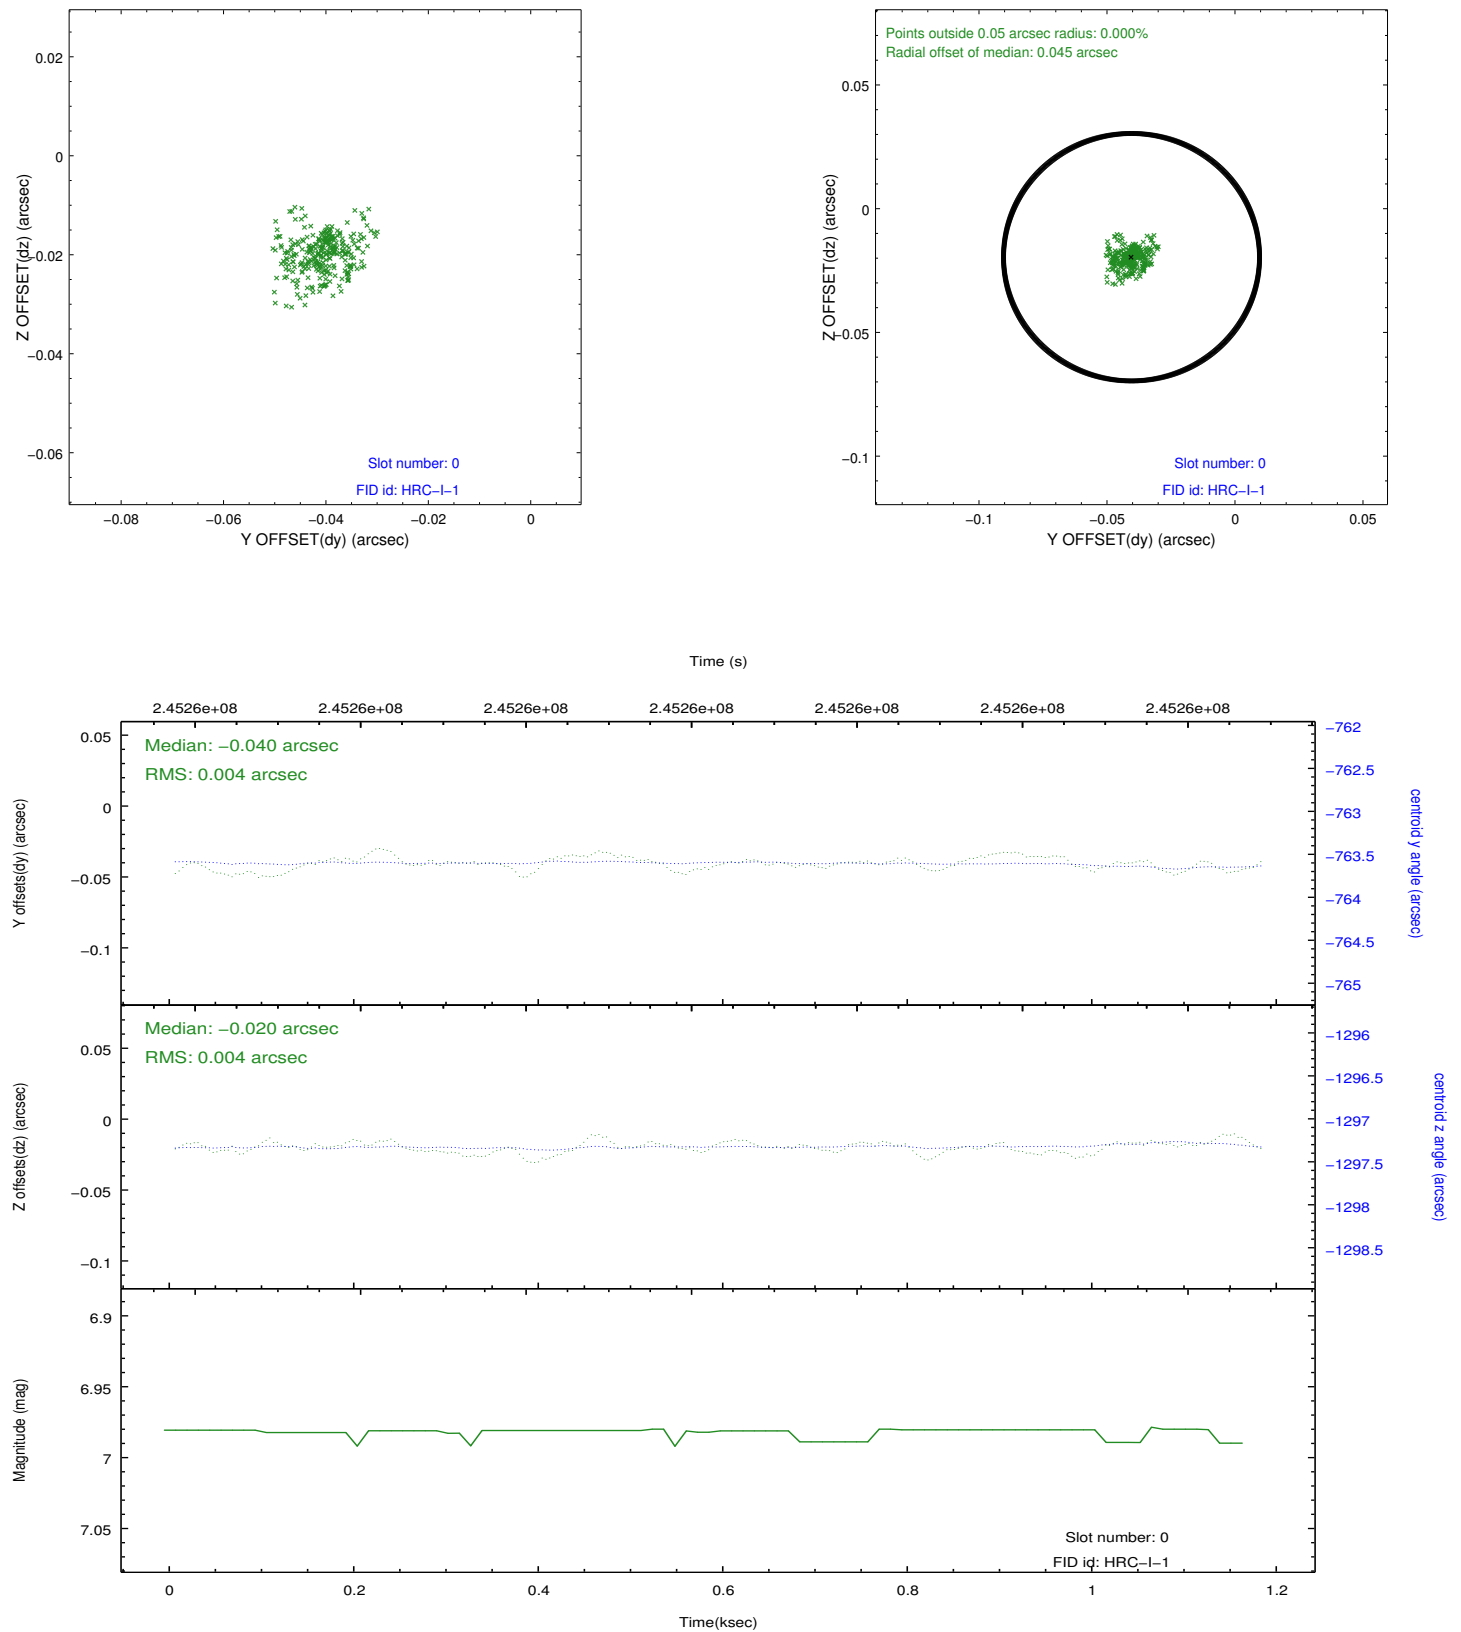 0.02
0
−0.02
−0.04
−0.06
Z OFFSET(dz) (arcsec)
Slot number: 0
FID id: HRC−I−1
−0.08
−0.06
−0.04
−0.02
0
Y OFFSET(dy) (arcsec)
Points outside 0.05 arcsec radius: 0.000%
Radial offset of median: 0.045 arcsec
0.05
0
−0.05
−0.1
Z OFFSET(dz) (arcsec)
Slot number: 0
FID id: HRC−I−1
−0.1
−0.05
0
0.05
Y OFFSET(dy) (arcsec)
Time (s)
2.4526e+08
2.4526e+08
2.4526e+08
2.4526e+08
2.4526e+08
2.4526e+08
2.4526e+08
Median: −0.040 arcsec
RMS: 0.004 arcsec
0.05
0
−0.05
−0.1
Y offsets(dy) (arcsec)
−762
−762.5
−763
−763.5
−764
−764.5
−765
centroid y angle (arcsec)
Median: −0.020 arcsec
RMS: 0.004 arcsec
0.05
0
−0.05
−0.1
Z offsets(dz) (arcsec)
−1296
−1296.5
−1297
−1297.5
−1298
−1298.5
centroid z angle (arcsec)
6.9
6.95
7
7.05
Magnitude (mag)
Slot number: 0
FID id: HRC−I−1
0
0.2
0.4
0.6
0.8
1
1.2
Time(ksec)